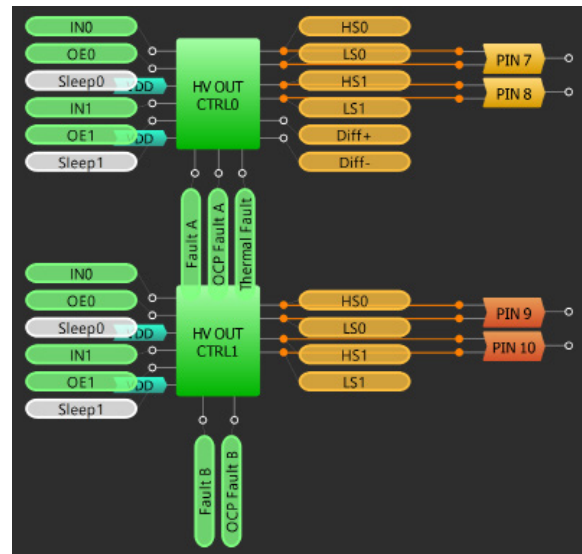 IN0
OE0
Sleep0
VDD
IN1
OE1
VDD
Sleep1
HV OUT
CTRL0
HS0
LS0
HS1
LS1
Diff+
Diff-
PIN 7
PIN 8
Fault A
OCP Fault A
Thermal Fault
IN0
OE0
Sleep0
VDD
IN1
OE1
VDD
Sleep1
HV OUT
CTRL1
HS0
LS0
HS1
LS1
PIN 9
PIN 10
Fault B
OCP Fault B